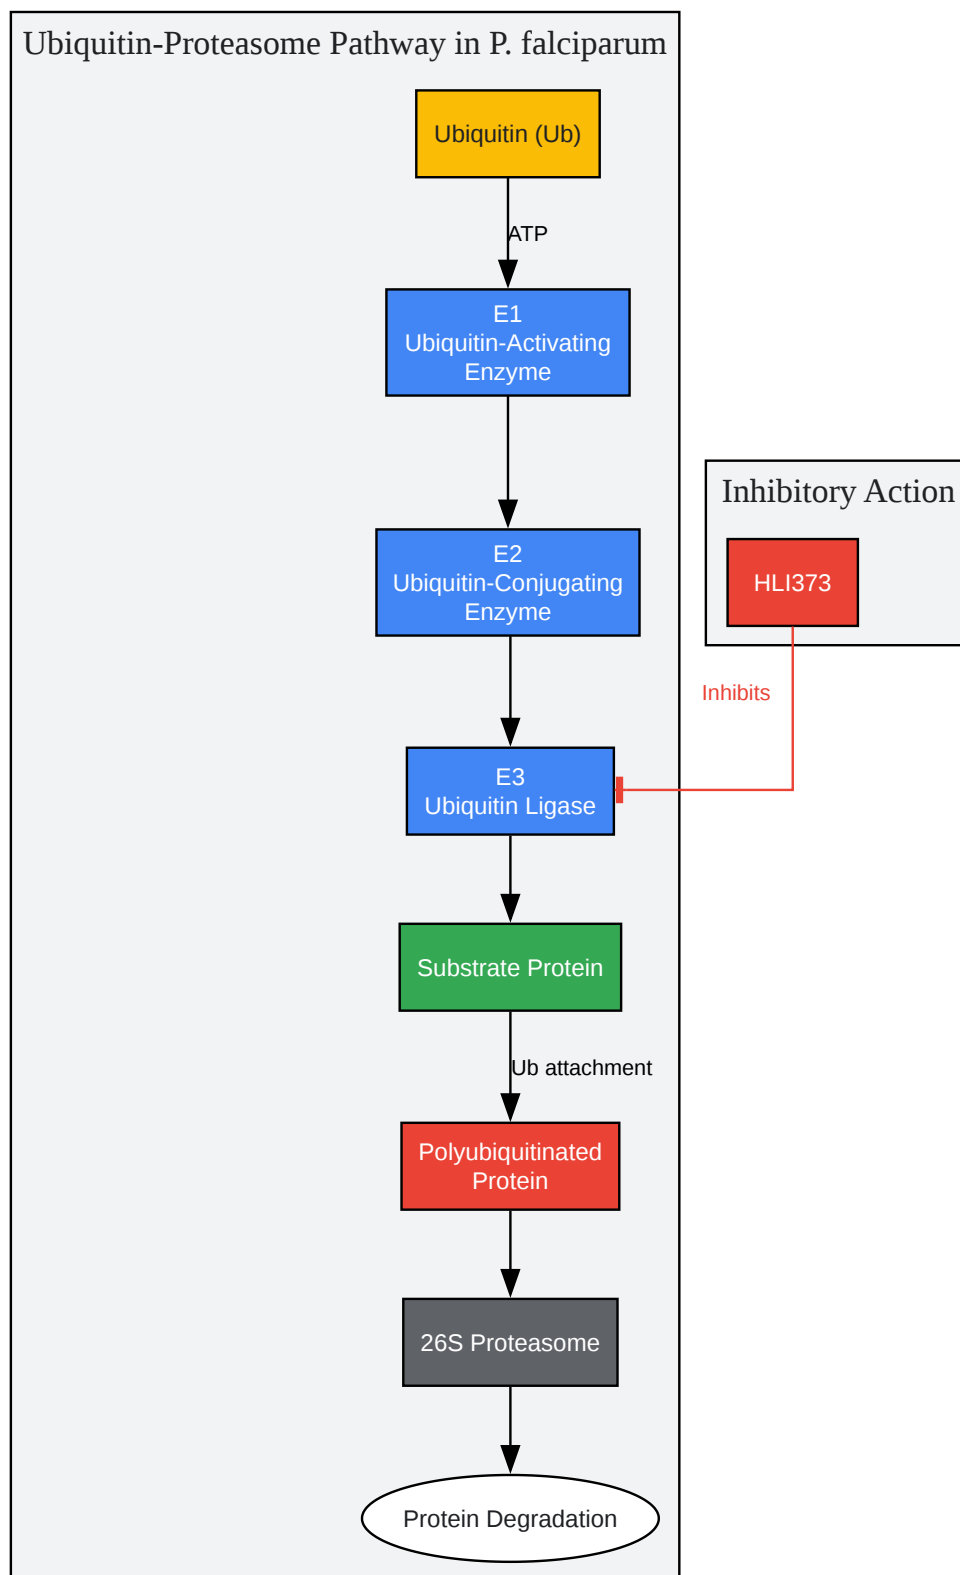 Ubiquitin-Proteasome Pathway in P. falciparum
Ubiquitin (Ub)
ATP
E1
Ubiquitin-Activating
Enzyme
Inhibitory Action
HLI373
E2
Ubiquitin-Conjugating
Enzyme
Inhibits
E3
Ubiquitin Ligase
Substrate Protein
Ub attachment
Polyubiquitinated
Protein
26S Proteasome
Protein Degradation